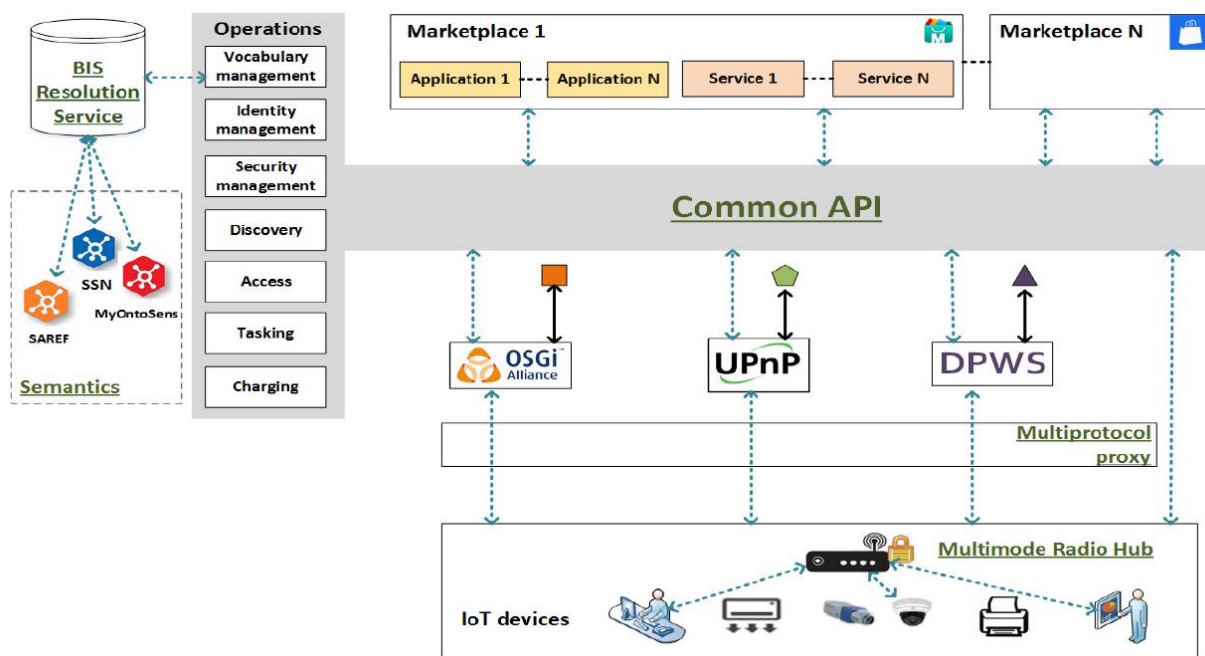 BIS
Resolution
Service
Semantics
SSN
MyOntoSens
SAREF
Operations
Vocabulary
management
Identity
management
Security
management
Discovery
Access
Tasking
Charging
Marketplace 1
M
Application 1
Application N
Service 1
Service N
Marketplace N
Common API
OSGi™
Alliance
UPnP
DPWS
Multiprotocol
proxy
Multimode Radio Hub
IoT devices